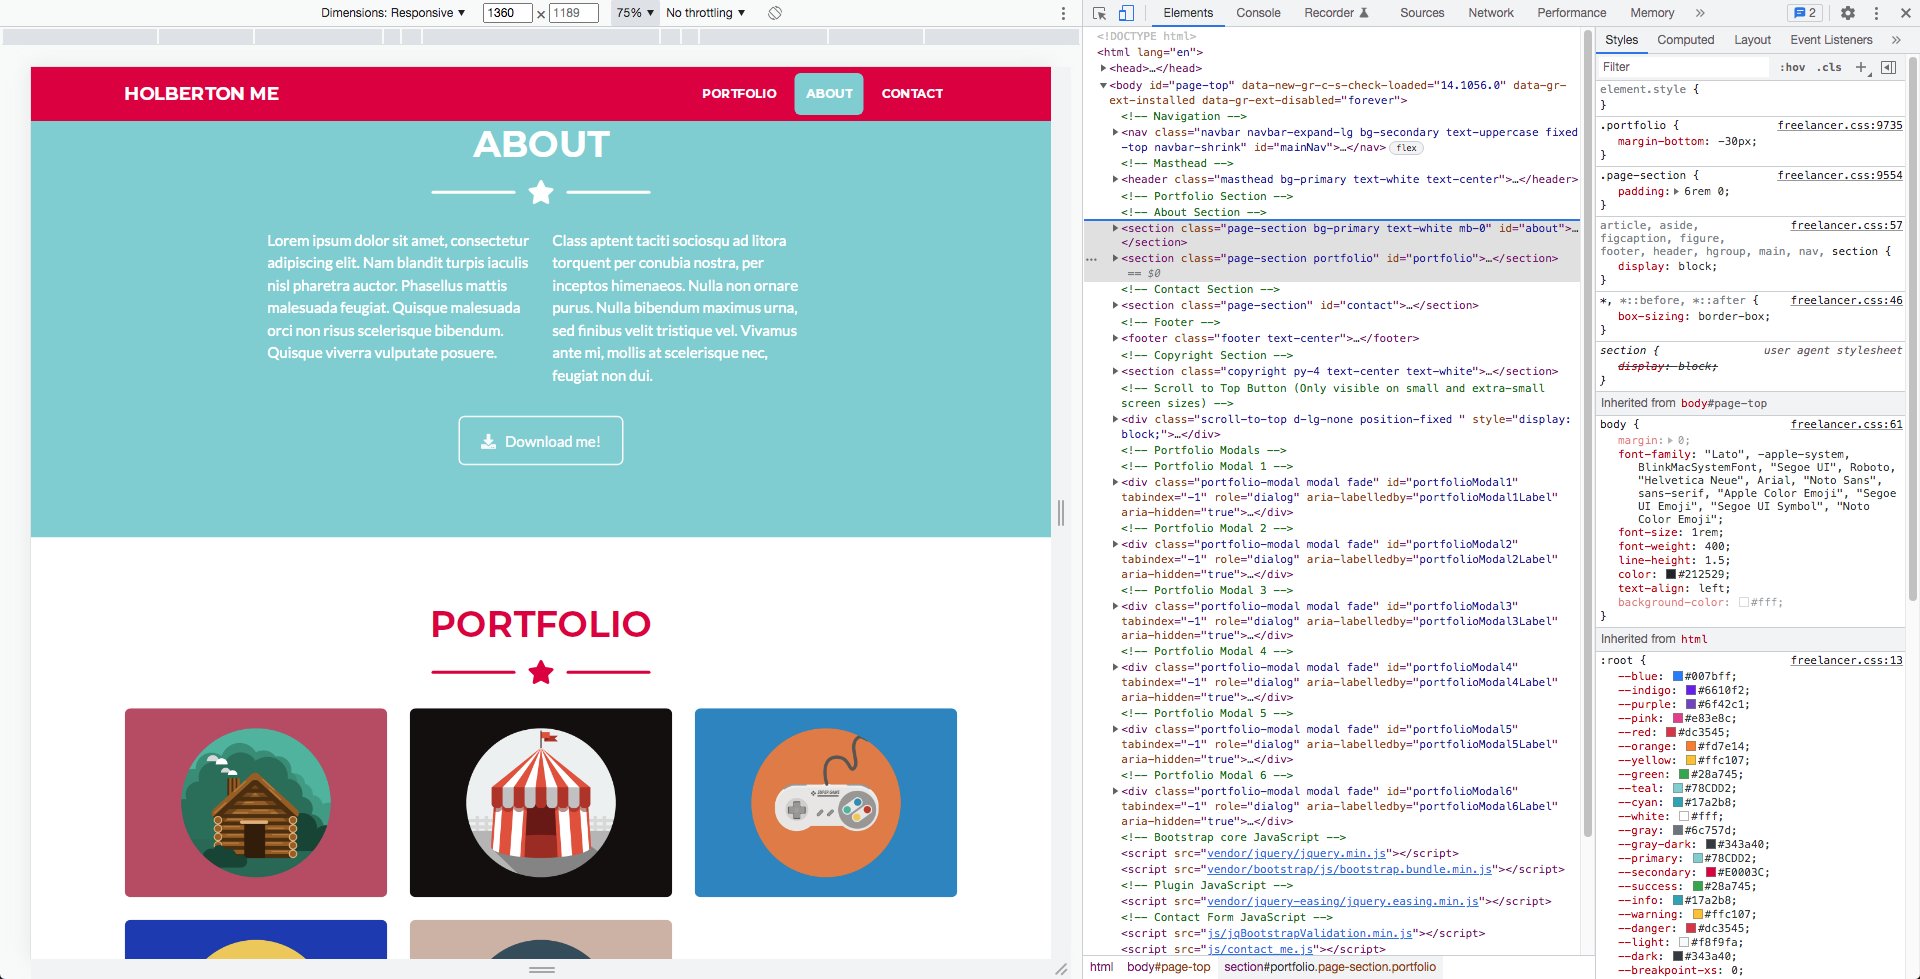 Dimensions: Responsive ▼ 1360 × 1189 75% ▼ No throttling ▼
HOLBERTON ME
PORTFOLIO ABOUT CONTACT
ABOUT
Lorem ipsum dolor sit amet, consectetur
adipiscing elit. Nam blandit turpis iaculis
nisl pharetra auctor. Phasellus mattis
malesuada feugiat. Quisque malesuada
orci non risus scelerisque bibendum.
Quisque viverra vulputate posuere.
Class aptent taciti sociosqu ad litora
torquent per conubia nostra, per
inceptos himenaeos. Nulla non ornare
purus. Nulla bibendum maximus urna,
sed finibus velit tristique vel. Vivamus
ante mi, mollis at scelerisque nec,
feugiat non dui.
Download me!
PORTFOLIO
Elements Console Recorder Sources Network Performance Memory » 2
<!DOCTYPE html>
<html lang="en">
<head>…</head>
<body id="page-top" data-new-gr-c-s-check-loaded="14.1056.0" data-gr-
ext-installed data-gr-ext-disabled="forever">
<!-- Navigation -->
<nav class="navbar navbar-expand-lg bg-secondary text-uppercase fixed
-top navbar-shrink" id="mainNav">…</nav> flex
<!-- Masthead -->
<header class="masthead bg-primary text-white text-center">…</header>
<!-- Portfolio Section -->
<!-- About Section -->
<section class="page-section bg-primary text-white mb-0" id="about">…
</section>
<section class="page-section portfolio" id="portfolio">…</section>
== $0
<!-- Contact Section -->
<section class="page-section" id="contact">…</section>
<!-- Footer -->
<footer class="footer text-center">…</footer>
<!-- Copyright Section -->
<section class="copyright py-4 text-center text-white">…</section>
<!-- Scroll to Top Button (Only visible on small and extra-small
screen sizes) -->
<div class="scroll-to-top d-lg-none position-fixed " style="display:
block;">…</div>
<!-- Portfolio Modals -->
<!-- Portfolio Modal 1 -->
<div class="portfolio-modal modal fade" id="portfolioModal1"
tabindex="-1" role="dialog" aria-labelledby="portfolioModal1Label"
aria-hidden="true">…</div>
<!-- Portfolio Modal 2 -->
<div class="portfolio-modal modal fade" id="portfolioModal2"
tabindex="-1" role="dialog" aria-labelledby="portfolioModal2Label"
aria-hidden="true">…</div>
<!-- Portfolio Modal 3 -->
<div class="portfolio-modal modal fade" id="portfolioModal3"
tabindex="-1" role="dialog" aria-labelledby="portfolioModal3Label"
aria-hidden="true">…</div>
<!-- Portfolio Modal 4 -->
<div class="portfolio-modal modal fade" id="portfolioModal4"
tabindex="-1" role="dialog" aria-labelledby="portfolioModal4Label"
aria-hidden="true">…</div>
<!-- Portfolio Modal 5 -->
<div class="portfolio-modal modal fade" id="portfolioModal5"
tabindex="-1" role="dialog" aria-labelledby="portfolioModal5Label"
aria-hidden="true">…</div>
<!-- Portfolio Modal 6 -->
<div class="portfolio-modal modal fade" id="portfolioModal6"
tabindex="-1" role="dialog" aria-labelledby="portfolioModal6Label"
aria-hidden="true">…</div>
<!-- Bootstrap core JavaScript -->
<script src="vendor/jquery/jquery.min.js"></script>
<script src="vendor/bootstrap/js/bootstrap.bundle.min.js"></script>
<!-- Plugin JavaScript -->
<script src="vendor/jquery-easing/jquery.easing.min.js"></script>
<!-- Contact Form JavaScript -->
<script src="js/jqBootstrapValidation.min.js"></script>
<script src="js/contact_me.js"></script>
html body#page-top section#portfolio.page-section.portfolio
Styles Computed Layout Event Listeners »
Filter :hov .cls +
element.style {
}
.portfolio { freelancer.css:9735
margin-bottom: -30px;
}
.page-section { freelancer.css:9554
padding: 6rem 0;
}
article, aside, freelancer.css:57
figcaption, figure,
footer, header, hgroup, main, nav, section {
display: block;
}
*, *::before, *::after { freelancer.css:46
box-sizing: border-box;
}
section { user agent stylesheet
display: block;
}
Inherited from body#page-top
body { freelancer.css:61
margin: 0;
font-family: "Lato", -apple-system,
BlinkMacSystemFont, "Segoe UI", Roboto,
"Helvetica Neue", Arial, "Noto Sans",
sans-serif, "Apple Color Emoji", "Segoe
UI Emoji", "Segoe UI Symbol", "Noto
Color Emoji";
font-size: 1rem;
font-weight: 400;
line-height: 1.5;
color: #212529;
text-align: left;
background-color: #fff;
}
Inherited from html
:root { freelancer.css:13
--blue: #007bff;
--indigo: #6610f2;
--purple: #6f42c1;
--pink: #e83e8c;
--red: #dc3545;
--orange: #fd7e14;
--yellow: #ffc107;
--green: #28a745;
--teal: #78CDD2;
--cyan: #17a2b8;
--white: #fff;
--gray: #6c757d;
--gray-dark: #343a40;
--primary: #78CDD2;
--secondary: #E0003C;
--success: #28a745;
--info: #17a2b8;
--warning: #ffc107;
--danger: #dc3545;
--light: #f8f9fa;
--dark: #343a40;
--breakpoint-xs: 0;